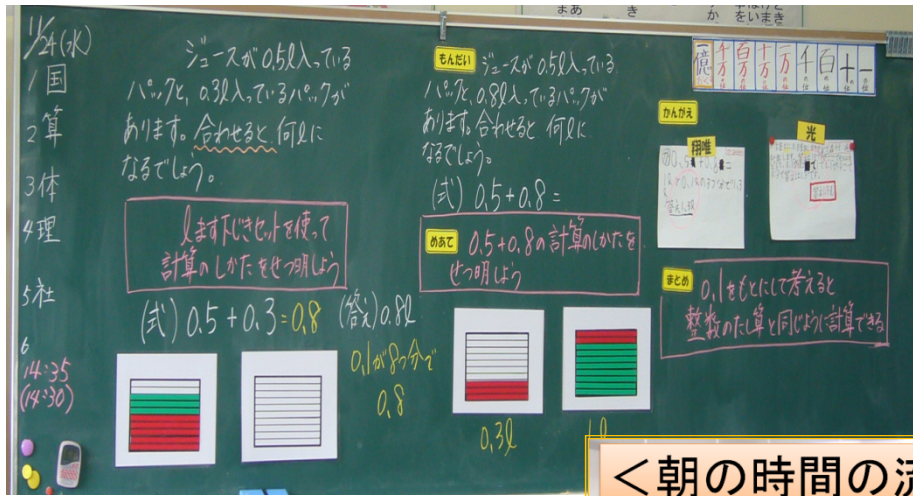 11/24(水)
1国
2算
3体
4理
5社
6
14:35
(14:30)
ジュースが0.5ℓ入っている
パックと、0.3ℓ入っているパックが
あります。合わせると何ℓに
なるでしょう。
ℓます下じきセットを使って
計算のしかたをせつ明しよう
(式) 0.5+0.3=0.8 (答え)0.8ℓ
0.1が8つ分で
0.8
もんだい ジュースが0.5ℓ入っている
パックと、0.8ℓ入っているパックが
あります。合わせると何ℓに
なるでしょう。
(式) 0.5+0.8=
めあて 0.5+0.8の計算のしかたを
せつ明しよう
0.3ℓ 1ℓ
まあ き か
一億 千万 百万 十万 一万 千 百 十 一
かんがえ
翔唯
光
まとめ 0.1をもとにして考えると
整数のたし算と同じように計算できる
<朝の時間の流